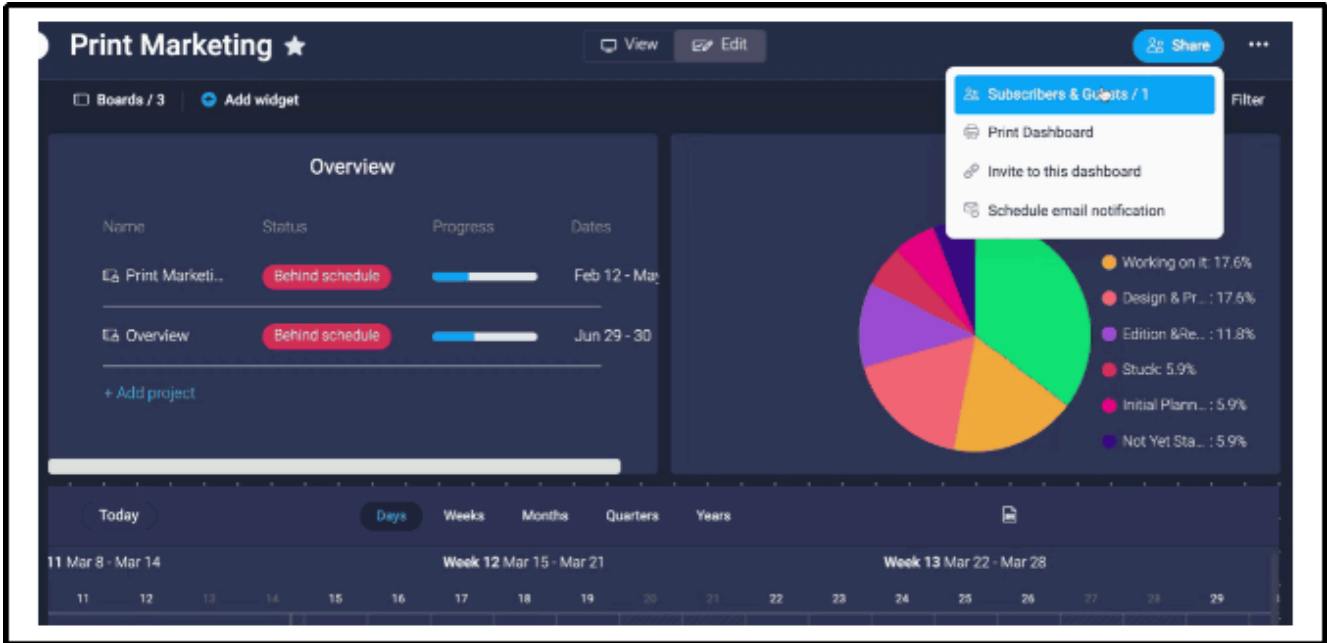 Print Marketing
View
Edit
Share
Boards / 3
Add widget
Filter
Subscribers & Guests / 1
Print Dashboard
Invite to this dashboard
Schedule email notification
Overview
Name Status Progress Dates
Print Marketi... Behind schedule Feb 12 - May
Overview Behind schedule Jun 29 - 30
+ Add project
Working on it: 17.6%
Design & Pr... : 17.6%
Edition &Re... : 11.8%
Stuck: 5.9%
Initial Plann... : 5.9%
Not Yet Sta... : 5.9%
Today
Days Weeks Months Quarters Years
11 Mar 8 - Mar 14 Week 12 Mar 15 - Mar 21 Week 13 Mar 22 - Mar 28
11 12 13 14 15 16 17 18 19 20 21 22 23 24 25 26 27 28 29